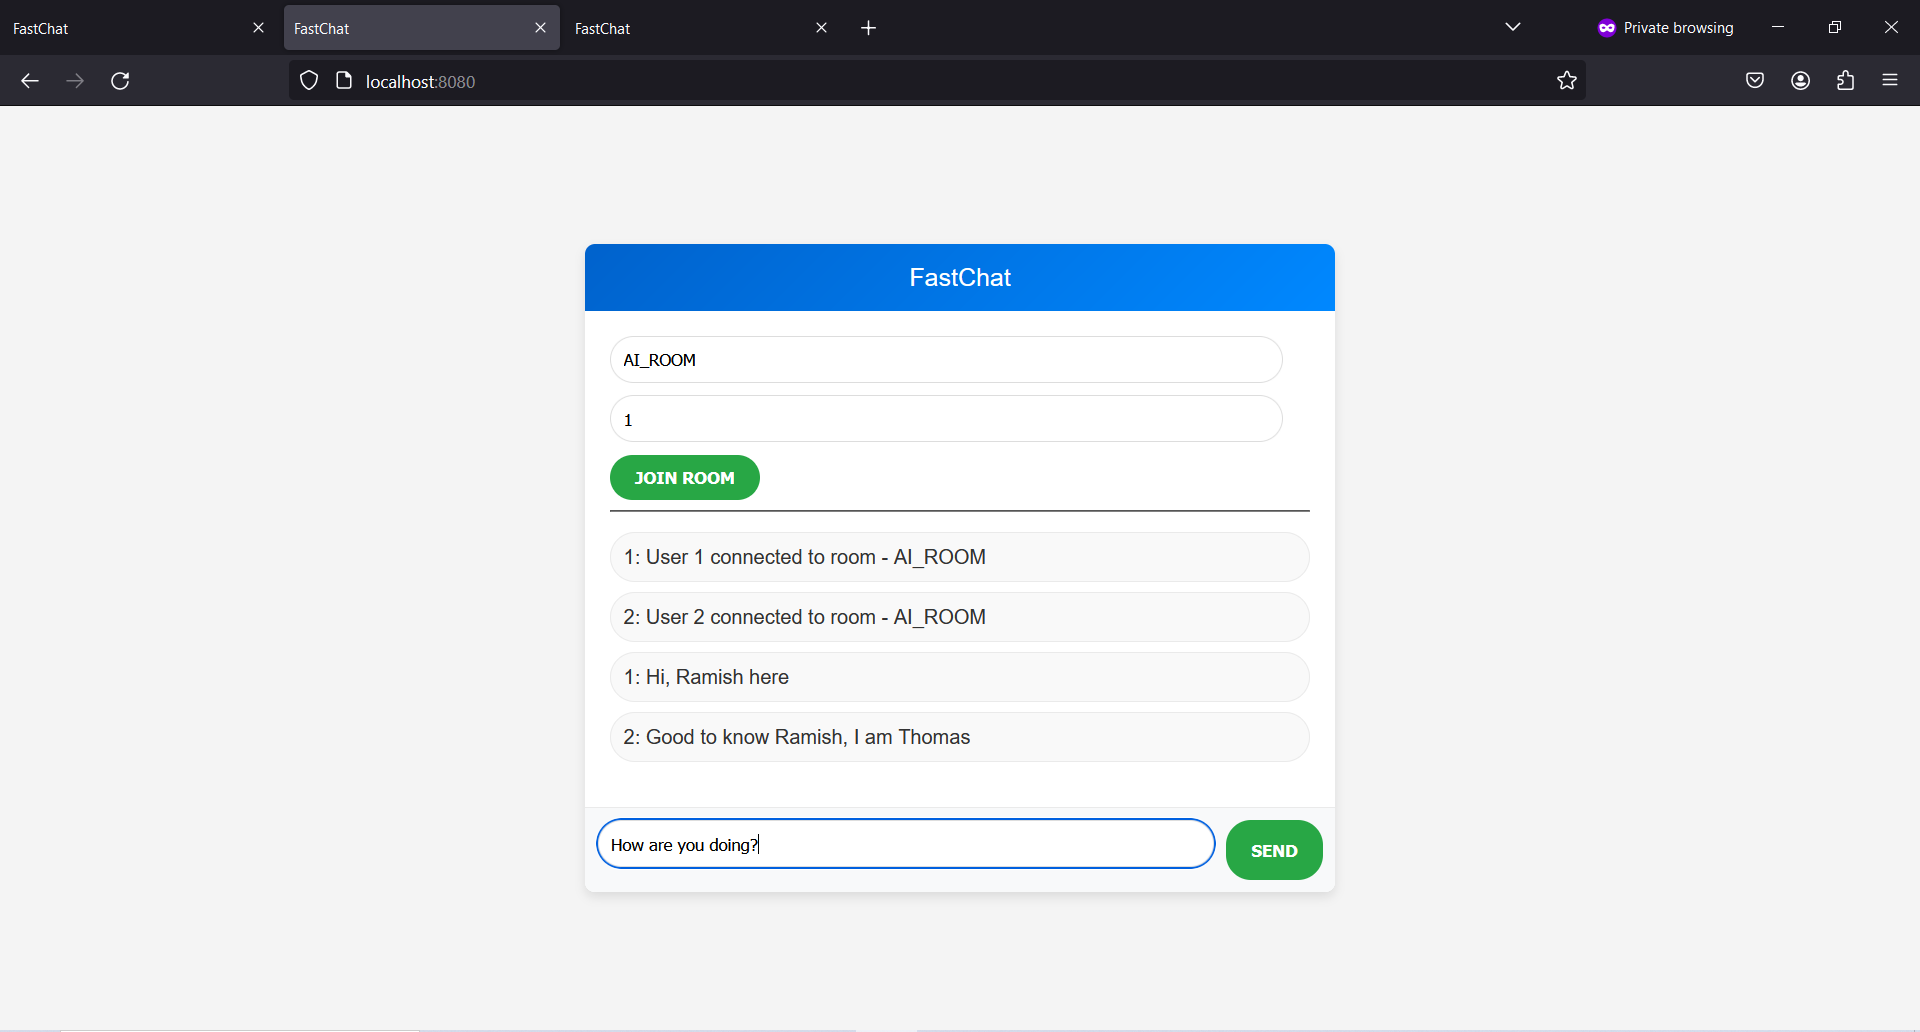 FastChat
FastChat
FastChat
Private browsing
localhost:8080
FastChat
AI_ROOM
1
JOIN ROOM
1: User 1 connected to room - AI_ROOM
2: User 2 connected to room - AI_ROOM
1: Hi, Ramish here
2: Good to know Ramish, I am Thomas
How are you doing?
SEND